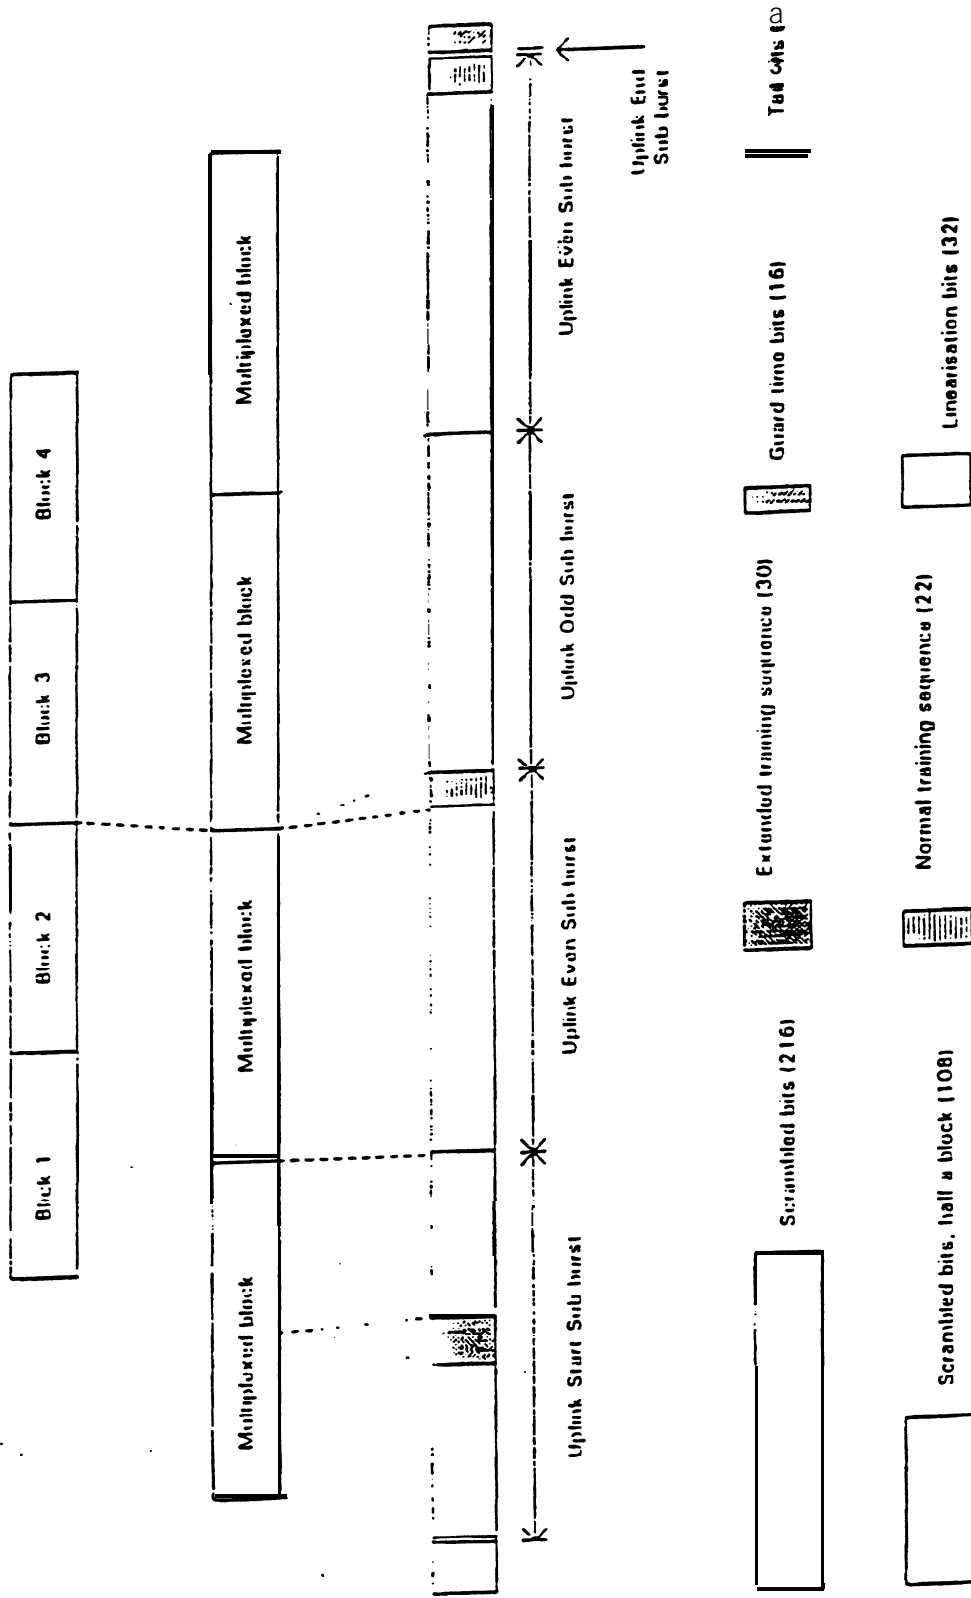 Block 1
Block 2
Block 3
Block 4
Multiplexed block
Multiplexed block
Multiplexed block
Multiplexed block
Uplink Start Sub burst
Uplink Even Sub burst
Uplink Odd Sub burst
Uplink Even Sub burst
Uplink End
Sub burst
Scrambled bits (216)
Extended training sequence (30)
Guard time bits (16)
Tail bits
Scrambled bits, half a block (108)
Normal training sequence (22)
Linearisation bits (32)